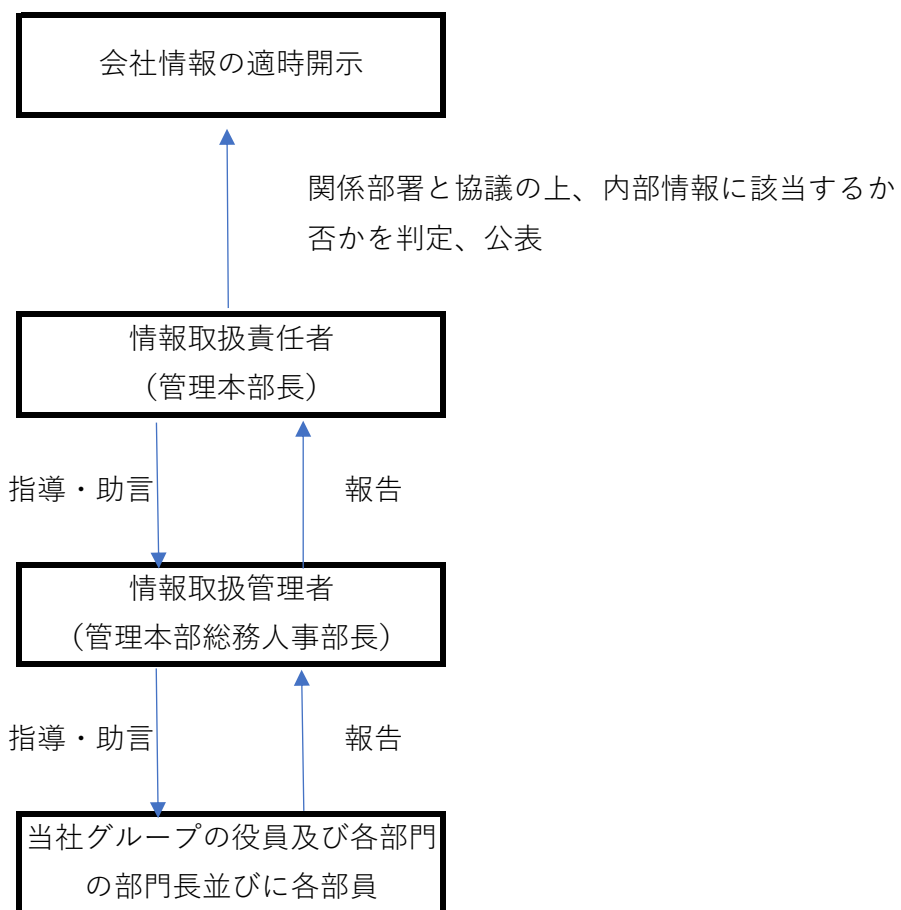 会社情報の適時開示
関係部署と協議の上、内部情報に該当するか
否かを判定、公表
情報取扱責任者
（管理本部長）
指導・助言
報告
情報取扱管理者
（管理本部総務人事部長）
指導・助言
報告
当社グループの役員及び各部門
の部門長並びに各部員